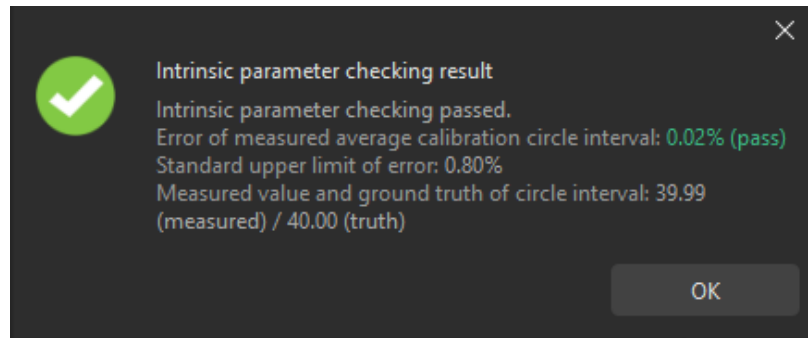 Intrinsic parameter checking result
Intrinsic parameter checking passed.
Error of measured average calibration circle interval: 0.02% (pass)
Standard upper limit of error: 0.80%
Measured value and ground truth of circle interval: 39.99
(measured) / 40.00 (truth)
OK